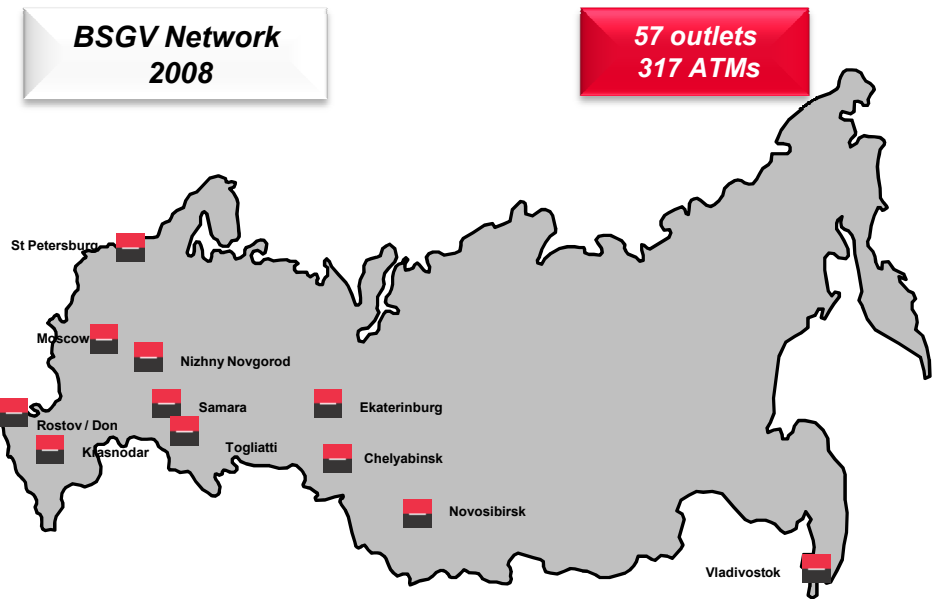 BSGV Network
2008
57 outlets
317 ATMs
St Petersburg
Moscow
Nizhny Novgorod
Samara
Ekaterinburg
Rostov / Don
Togliatti
Krasnodar
Chelyabinsk
Novosibirsk
Vladivostok